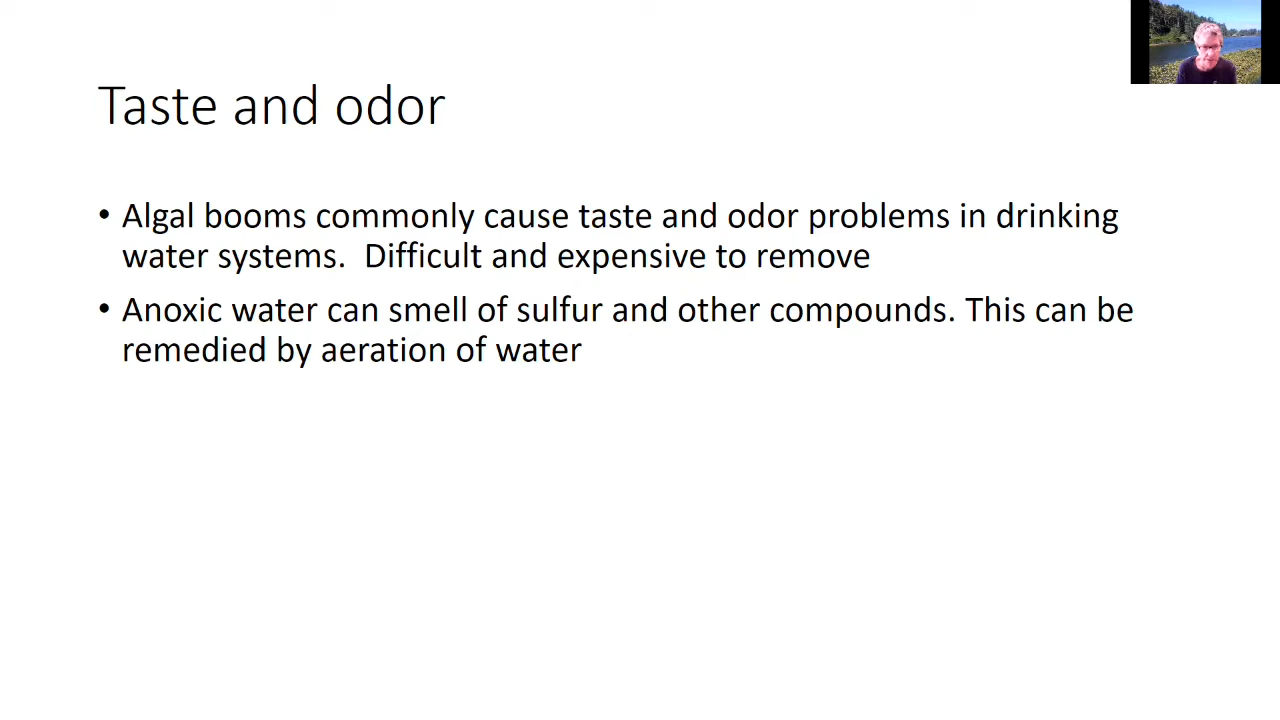 Taste and odor
• Algal booms commonly cause taste and odor problems in drinking
water systems.  Difficult and expensive to remove
• Anoxic water can smell of sulfur and other compounds. This can be
remedied by aeration of water